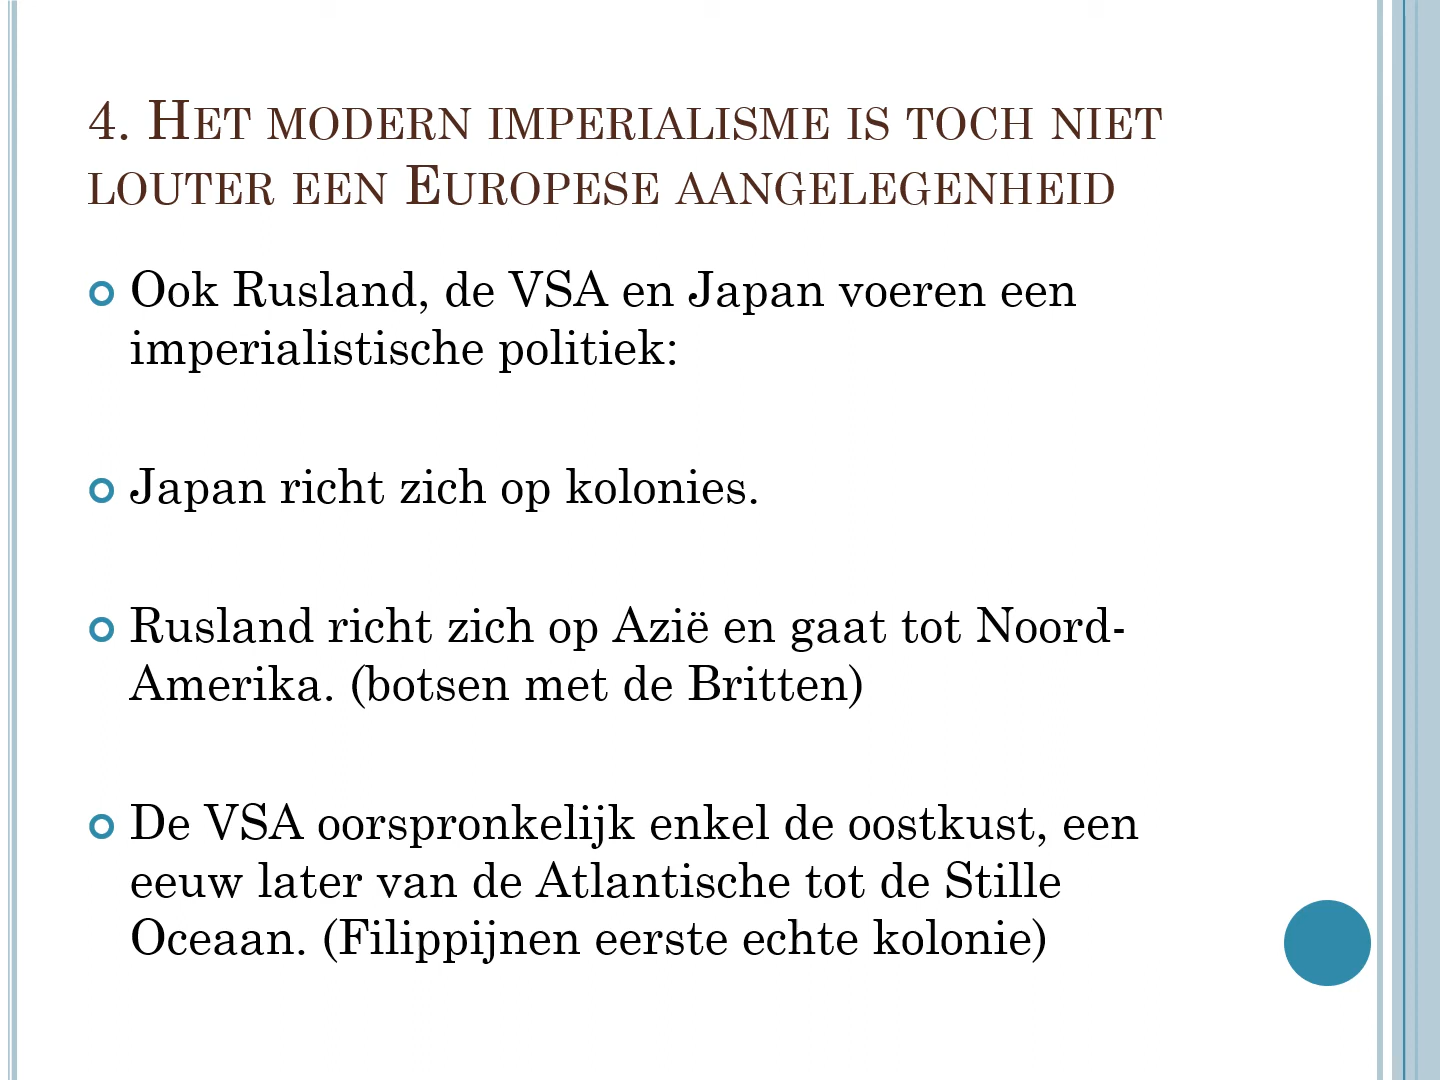 4. Het modern imperialisme is toch niet
louter een Europese aangelegenheid
Ook Rusland, de VSA en Japan voeren een
imperialistische politiek:
Japan richt zich op kolonies.
Rusland richt zich op Azië en gaat tot Noord-
Amerika. (botsen met de Britten)
De VSA oorspronkelijk enkel de oostkust, een
eeuw later van de Atlantische tot de Stille
Oceaan. (Filippijnen eerste echte kolonie)